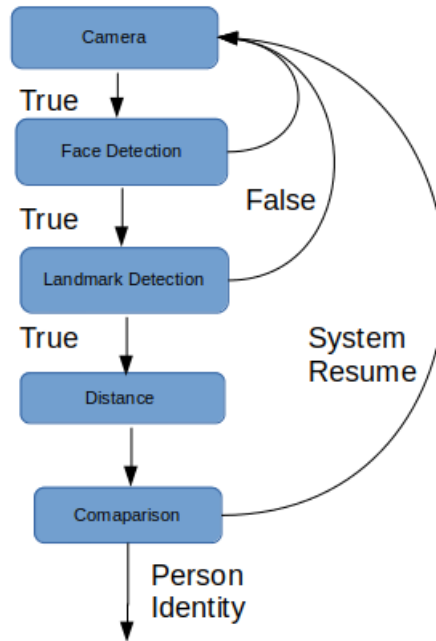 Camera
True
Face Detection
True
False
Landmark Detection
True
System
Resume
Distance
Comaparison
Person
Identity